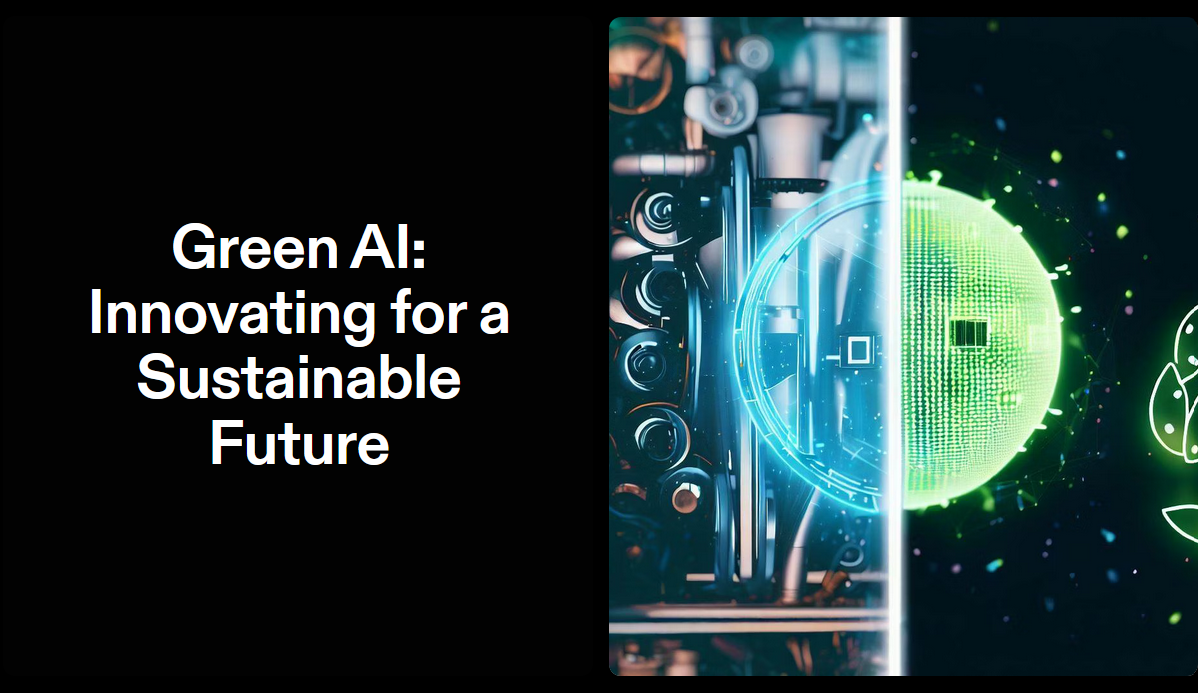 Green AI:
Innovating for a
Sustainable
Future